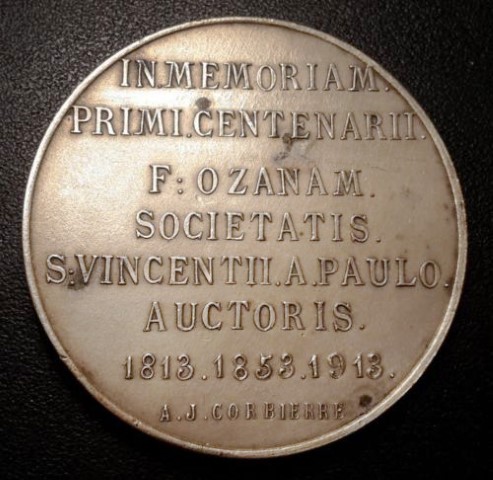 IN.MEMORIAM.
PRIMI.CENTENARII.
F: OZANAM.
SOCIETATIS.
S:VINCENTII.A.PAULO.
AUCTORIS.
1813.1853.1913.
A.J.CORBIERRE